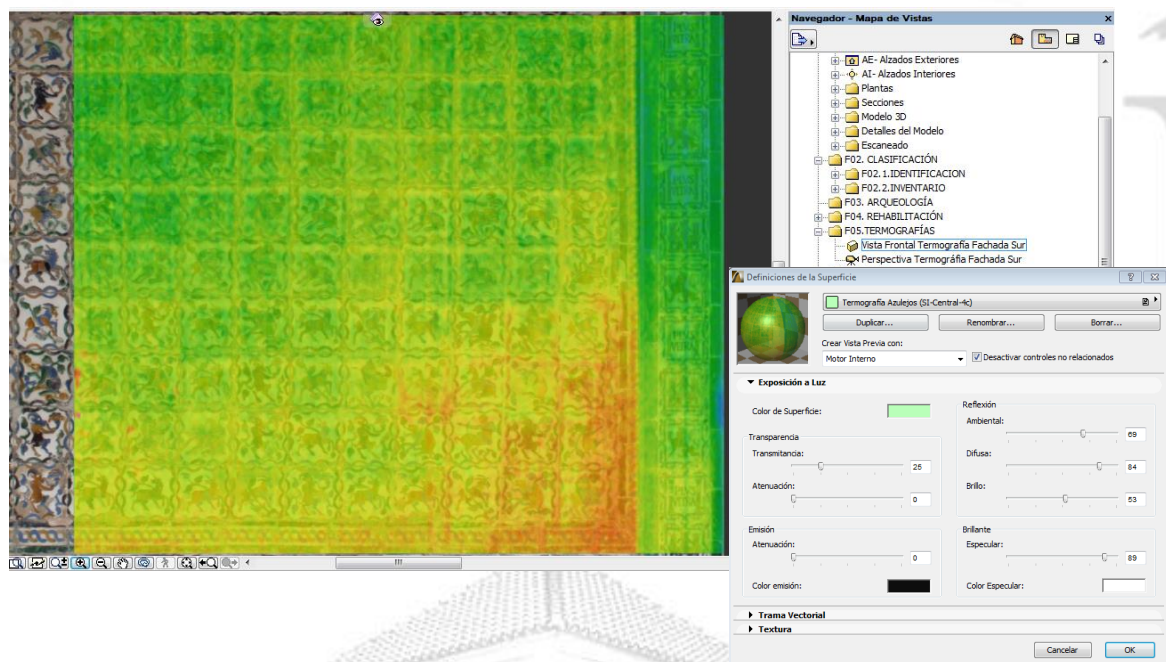 Navegador - Mapa de Vistas
AE- Alzados Exteriores
AI- Alzados Interiores
Plantas
Secciones
Modelo 3D
Detalles del Modelo
Escaneado
F02. CLASIFICACIÓN
F02.1.IDENTIFICACION
F02.2.INVENTARIO
F03. ARQUEOLOGÍA
F04. REHABILITACIÓN
F05.TERMOGRAFÍAS
Vista Frontal Termografía Fachada Sur
Perspectiva Termográfia Fachada Sur
Definiciones de la Superficie
Termografía Azulejos (SI-Central-4c)
Duplicar...
Renombrar...
Borrar...
Crear Vista Previa con:
Motor Interno
Desactivar controles no relacionados
Exposición a Luz
Color de Superficie:
Transparencia
Transmitancia:
25
Atenuación:
0
Reflexión
Ambiental:
69
Difusa:
84
Brillo:
53
Emisión
Atenuación:
0
Color emisión:
Brillante
Especular:
89
Color Especular:
Trama Vectorial
Textura
Cancelar
OK